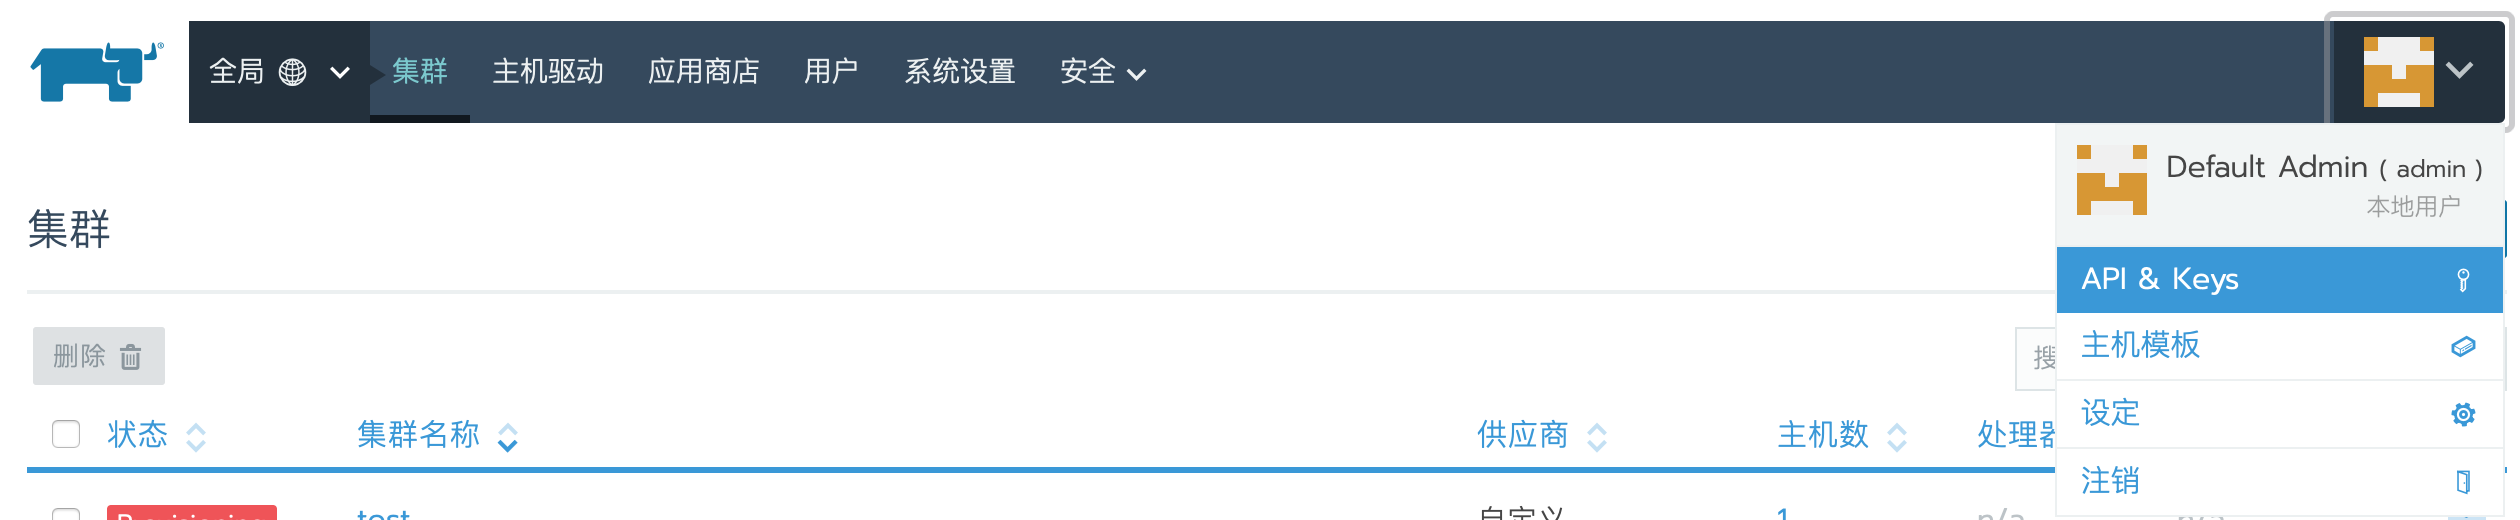 全局 集群 主机驱动 应用商店 用户 系统设置 安全
Default Admin ( admin )
本地用户
集群
API & Keys
主机模板
删除 搜
状态 集群名称 供应商 主机数 处理器
设定
注销
Provisioning test 自定义 1 n/a